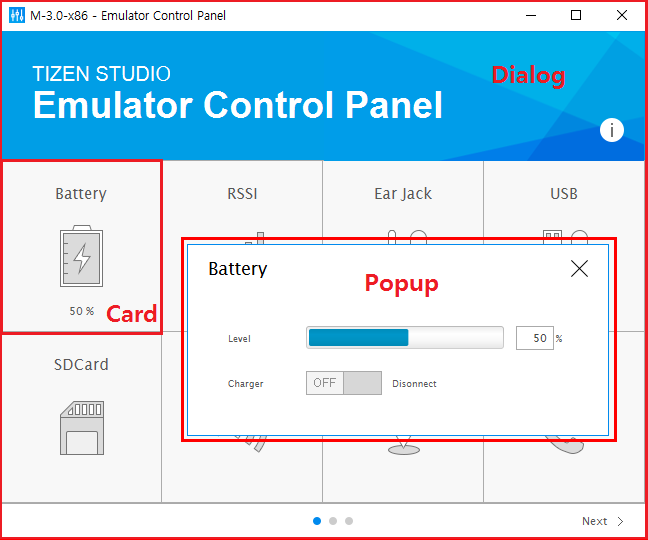 M-3.0-x86 - Emulator Control Panel
TIZEN STUDIO
Dialog
Emulator Control Panel
i
Battery
RSSI
Ear Jack
USB
50 %
Card
Battery
Popup
Level
50 %
Charger
OFF
Disonnect
SDCard
Next